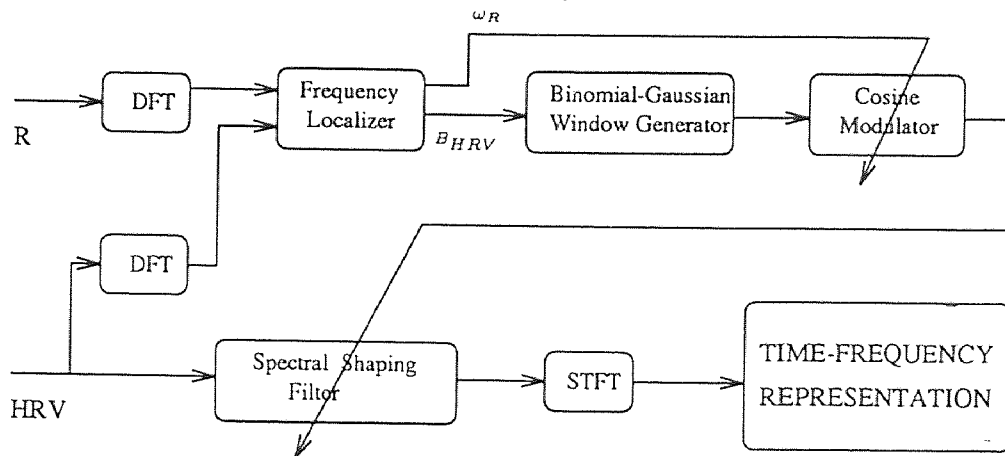 ω_R
DFT
Frequency
Localizer
Binomial-Gaussian
Window Generator
Cosine
Modulator
R
B_HRV
DFT
Spectral Shaping
Filter
STFT
TIME-FREQUENCY
REPRESENTATION
HRV